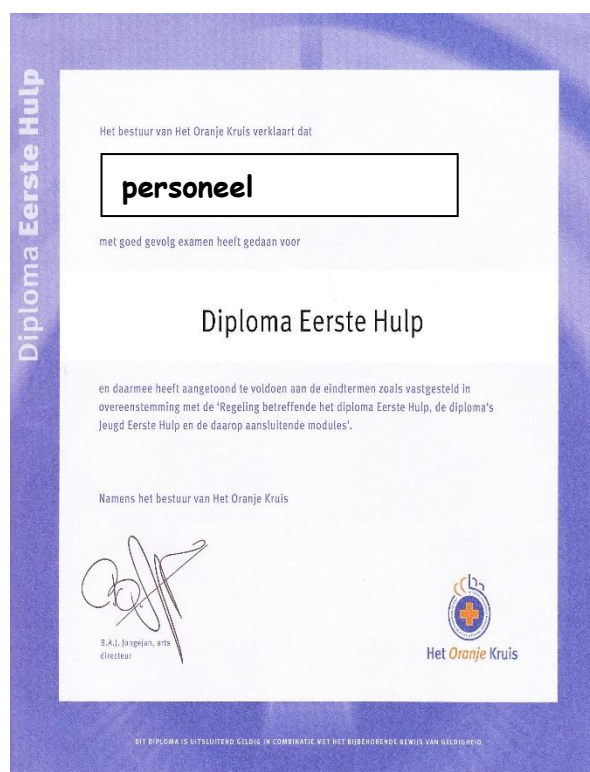 Diploma Eerste Hulp
Het bestuur van Het Oranje Kruis verklaart dat
personeel
met goed gevolg examen heeft gedaan voor
Diploma Eerste Hulp
en daarmee heeft aangetoond te voldoen aan de eindtermen zoals vastgesteld in
overeenstemming met de ‘Regeling betreffende het diploma Eerste Hulp, de diploma's
Jeugd Eerste Hulp en de daarop aansluitende modules’.
Namens het bestuur van Het Oranje Kruis
B.A.J. Jongejan, arts
directeur
Het Oranje Kruis
DIT DIPLOMA IS UITSLUITEND GELDIG IN COMBINATIE MET HET BIJBEHORENDE BEWIJS VAN GELDIGHEID